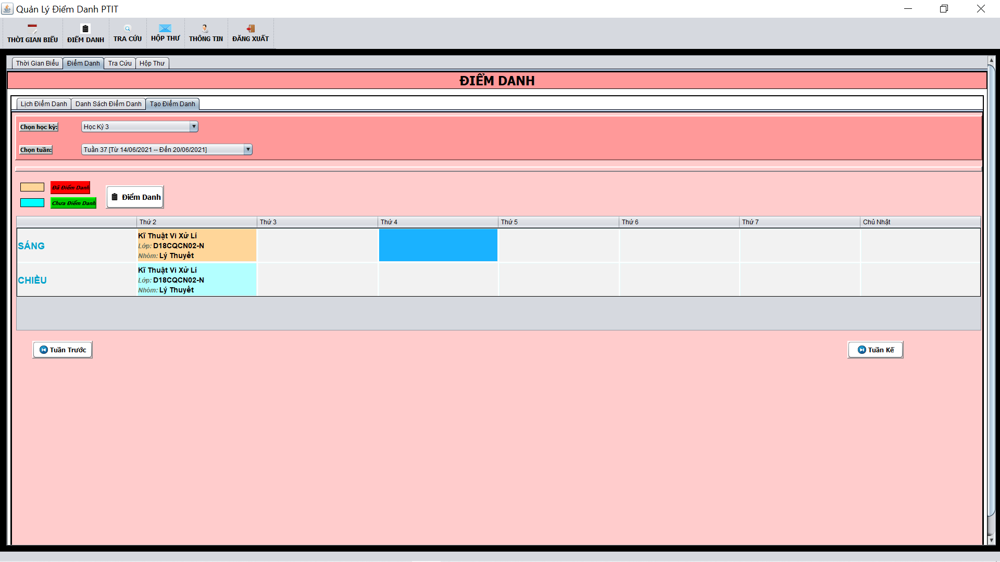 Quản Lý Điểm Danh PTIT
THỜI GIAN BIỂU ĐIỂM DANH TRA CỨU HỘP THƯ THÔNG TIN ĐĂNG XUẤT
Thời Gian Biểu Điểm Danh Tra Cứu Hộp Thư
ĐIỂM DANH
Lịch Điểm Danh Danh Sách Điểm Danh Tạo Điểm Danh
Chọn học kỳ: Học Kỳ 3
Chọn tuần: Tuần 37 [Từ 14/06/2021 -- Đến 20/06/2021]
Đã Điểm Danh
Điểm Danh
Chưa Điểm Danh
Thứ 2 Thứ 3 Thứ 4 Thứ 5 Thứ 6 Thứ 7 Chủ Nhật
SÁNG
Kĩ Thuật Vi Xử Lí
Lớp: D18CQCN02-N
Nhóm: Lý Thuyết
CHIỀU
Kĩ Thuật Vi Xử Lí
Lớp: D18CQCN02-N
Nhóm: Lý Thuyết
Tuần Trước Tuần Kế